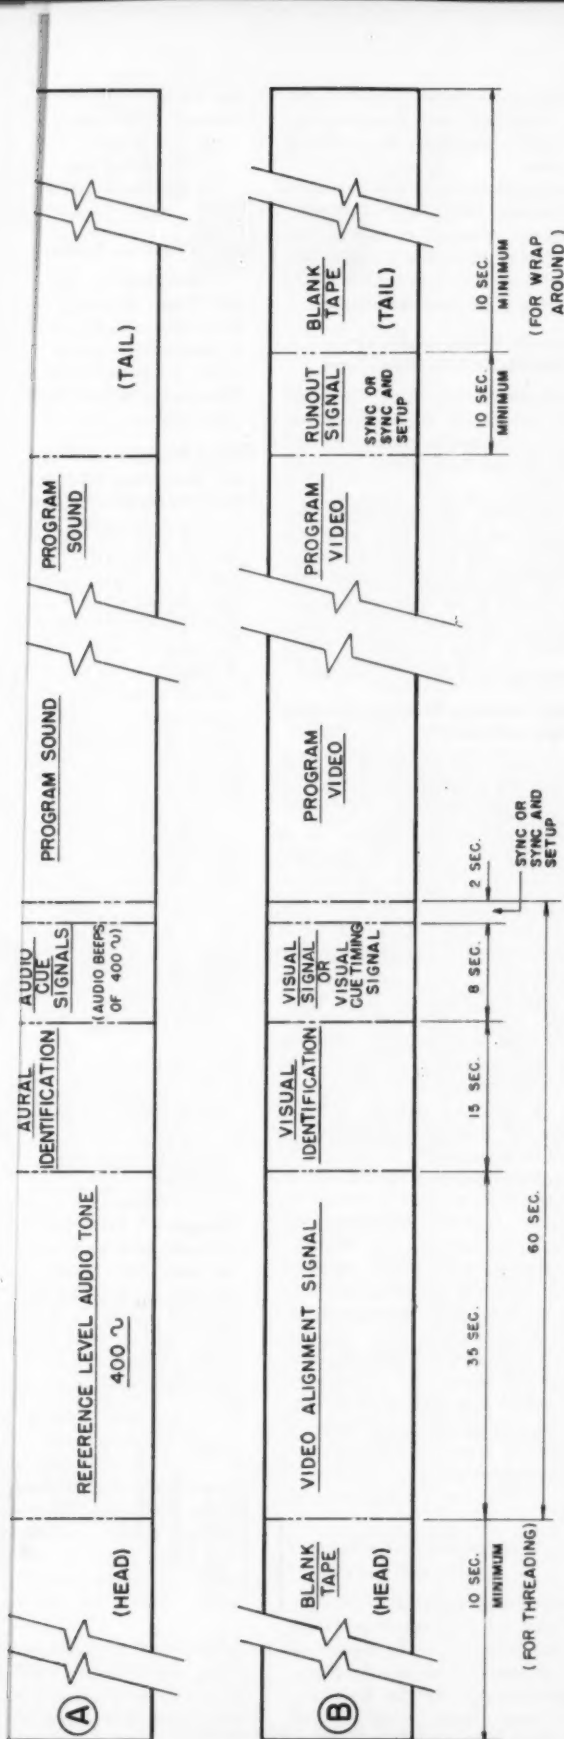 A
(HEAD)
REFERENCE LEVEL AUDIO TONE
400 ∿
AURAL
IDENTIFICATION
AUDIO
CUE
SIGNALS
(AUDIO BEEPS
OF 400 ∿)
PROGRAM SOUND
PROGRAM
SOUND
(TAIL)
B
BLANK
TAPE
(HEAD)
VIDEO ALIGNMENT SIGNAL
VISUAL
IDENTIFICATION
VISUAL
SIGNAL
OR
VISUAL
CUE TIMING
SIGNAL
PROGRAM
VIDEO
PROGRAM
VIDEO
RUNOUT
SIGNAL
SYNC OR
SYNC AND
SETUP
BLANK
TAPE
(TAIL)
10 SEC.
MINIMUM
(FOR THREADING)
35 SEC.
15 SEC.
8 SEC.
2 SEC.
60 SEC.
SYNC OR
SYNC AND
SETUP
10 SEC.
MINIMUM
10 SEC.
MINIMUM
(FOR WRAP
AROUND)